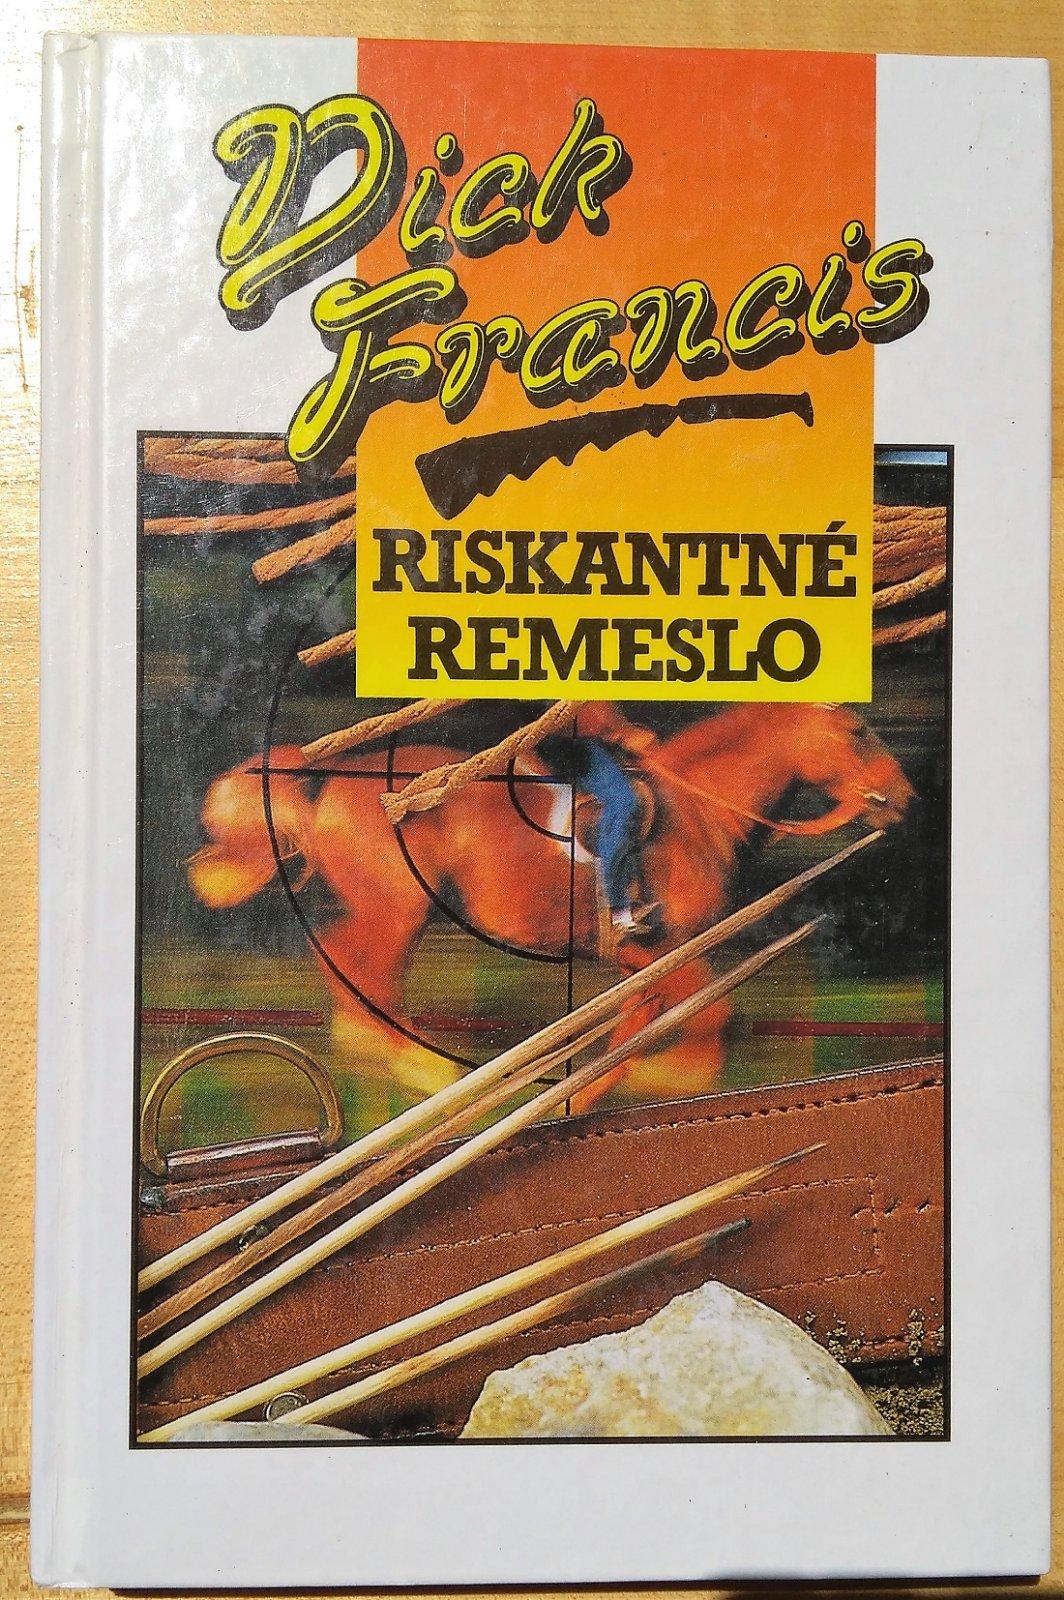 Dick
Francis
RISKANTNÉ
REMESLO